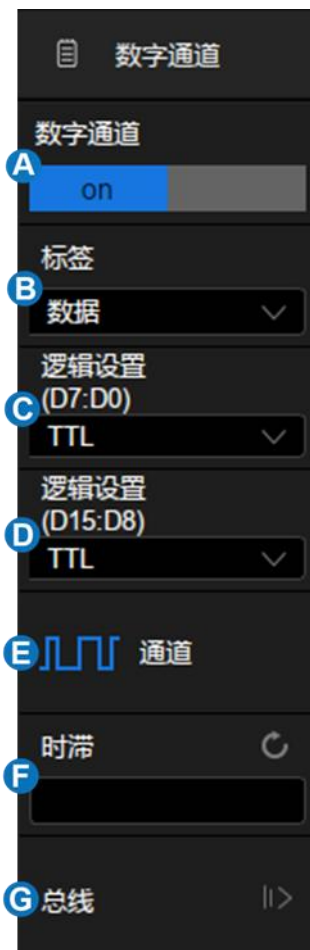 数字通道
数字通道
A
on
标签
B
数据
逻辑设置
(D7:D0)
C
TTL
逻辑设置
(D15:D8)
D
TTL
E
通道
时滞
F
G
总线